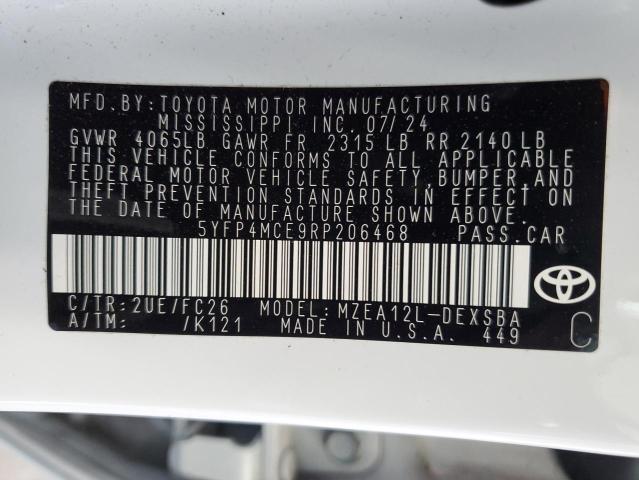 MFD.BY:TOYOTA MOTOR MANUFACTURING
MISSISSIPPI INC. 07/24
GVWR 4065LB GAWR FR 2315 LB RR 2140 LB
THIS VEHICLE CONFORMS TO ALL APPLICABLE
FEDERAL MOTOR VEHICLE SAFETY, BUMPER, AND
THEFT PREVENTION STANDARDS IN EFFECT ON
THE DATE OF MANUFACTURE SHOWN ABOVE.
5YFP4MCE9RP206468 PASS.CAR
C/TR:2UE/FC26 MODEL:MZEA12L-DEXSBA
A/TM: /K121 MADE IN U.S.A. 449
C